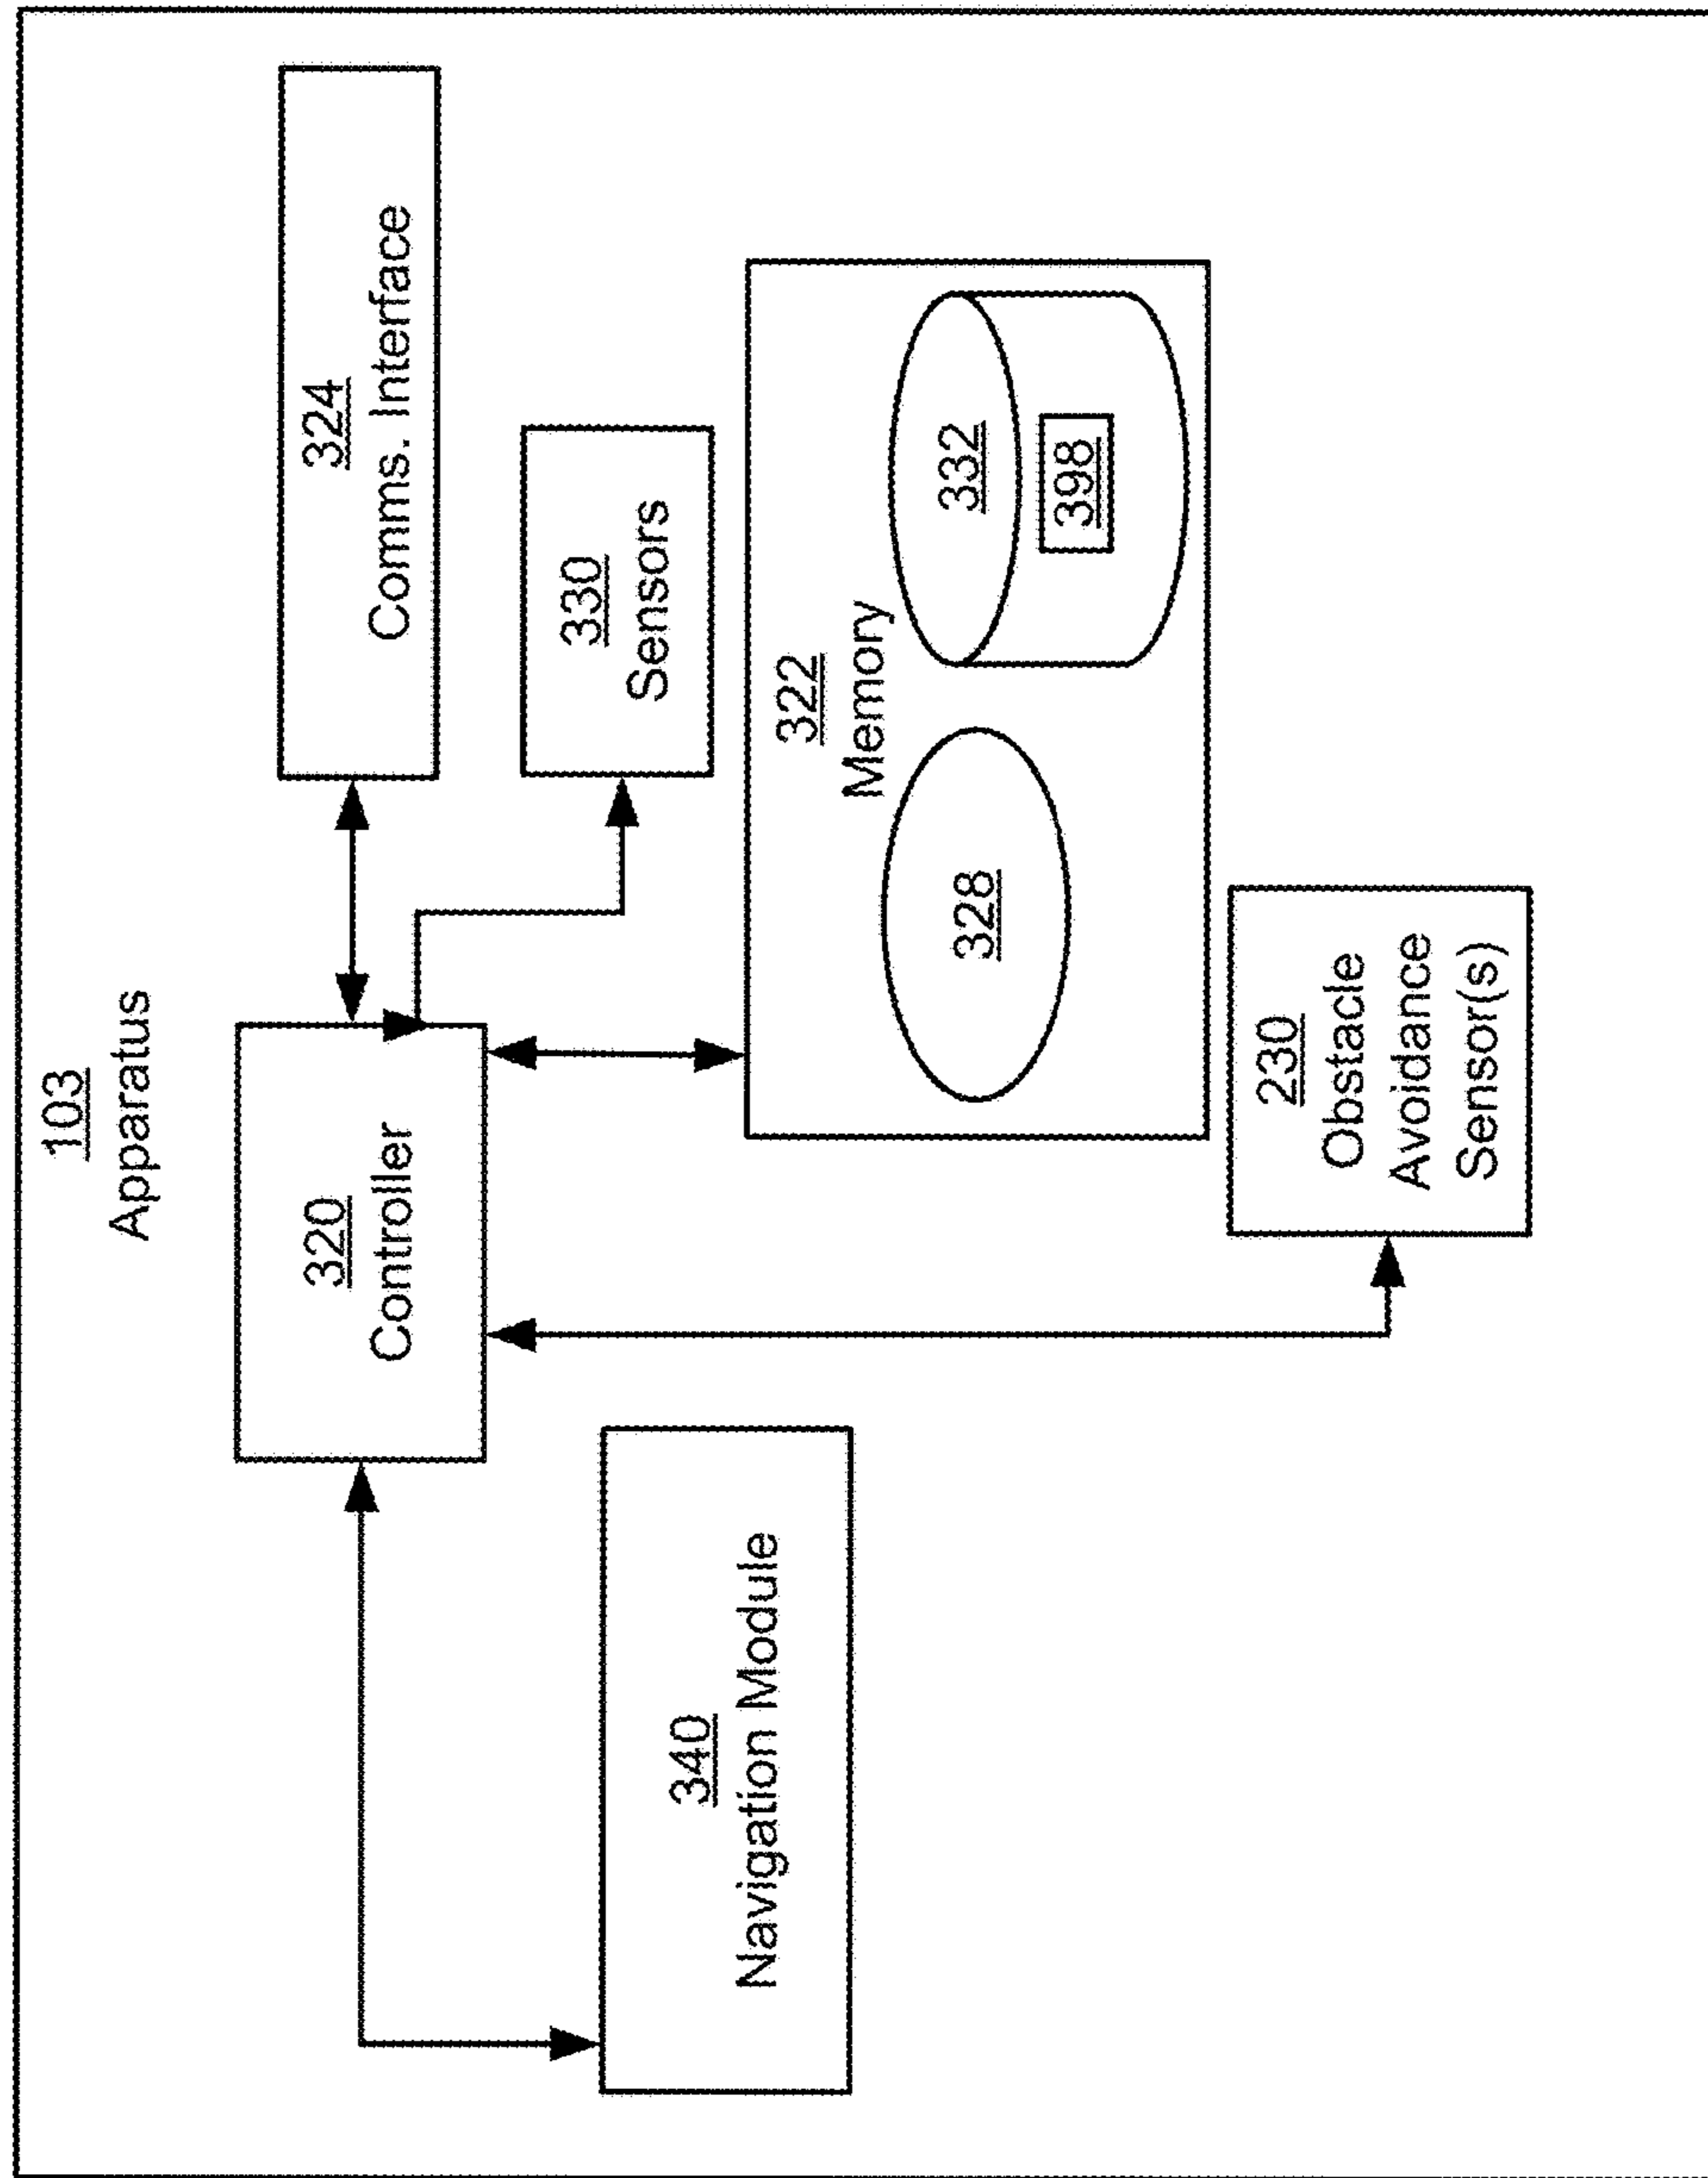 103
Apparatus
320
Controller
324
Comms. Interface
340
Navigation Module
330
Sensors
322
Memory
328
332
398
230
Obstacle
Avoidance
Sensor(s)